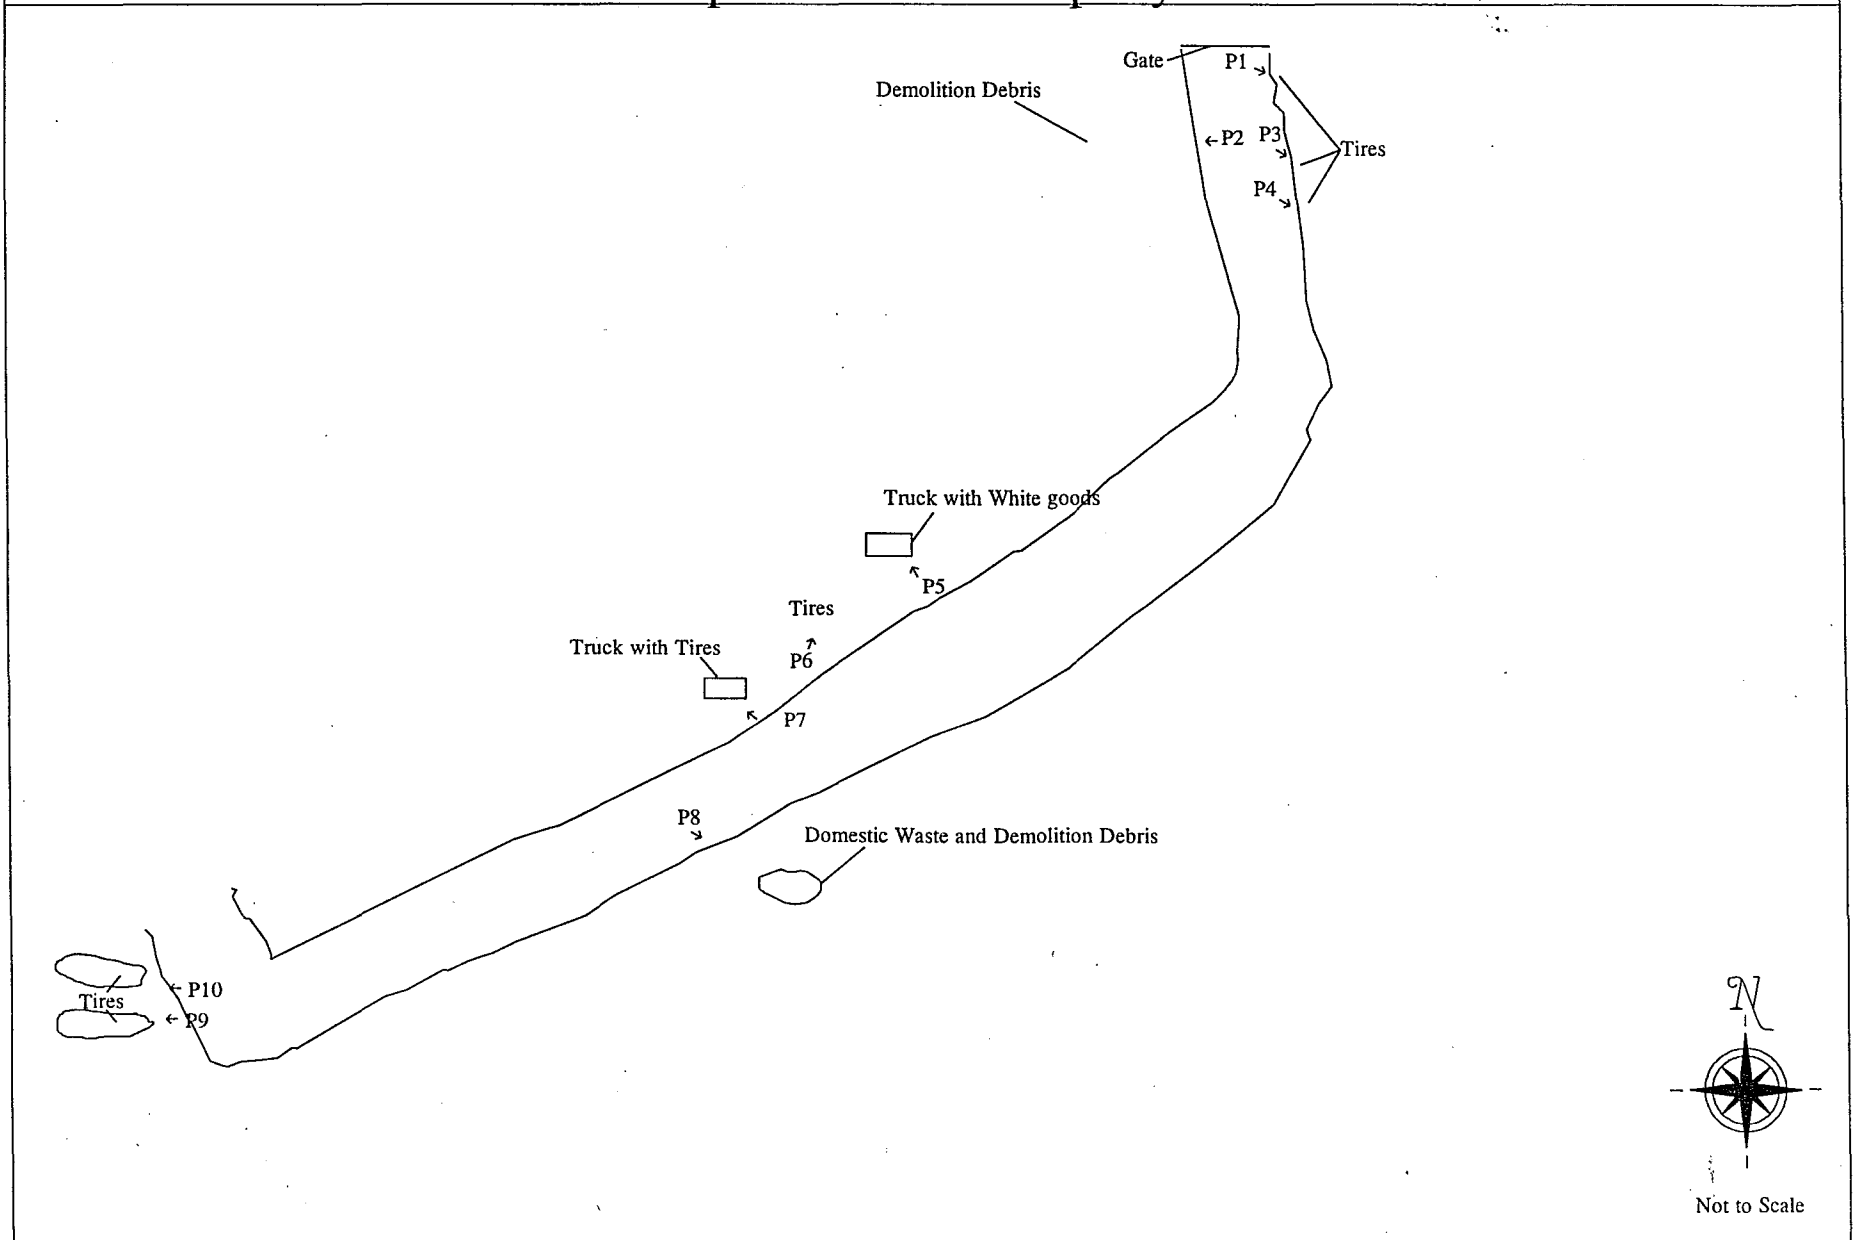 Gate
P1
Demolition Debris
P2
P3
Tires
P4
Truck with White goods
P5
Tires
Truck with Tires
P6
P7
P8
Domestic Waste and Demolition Debris
P10
Tires
P9
N
Not to Scale